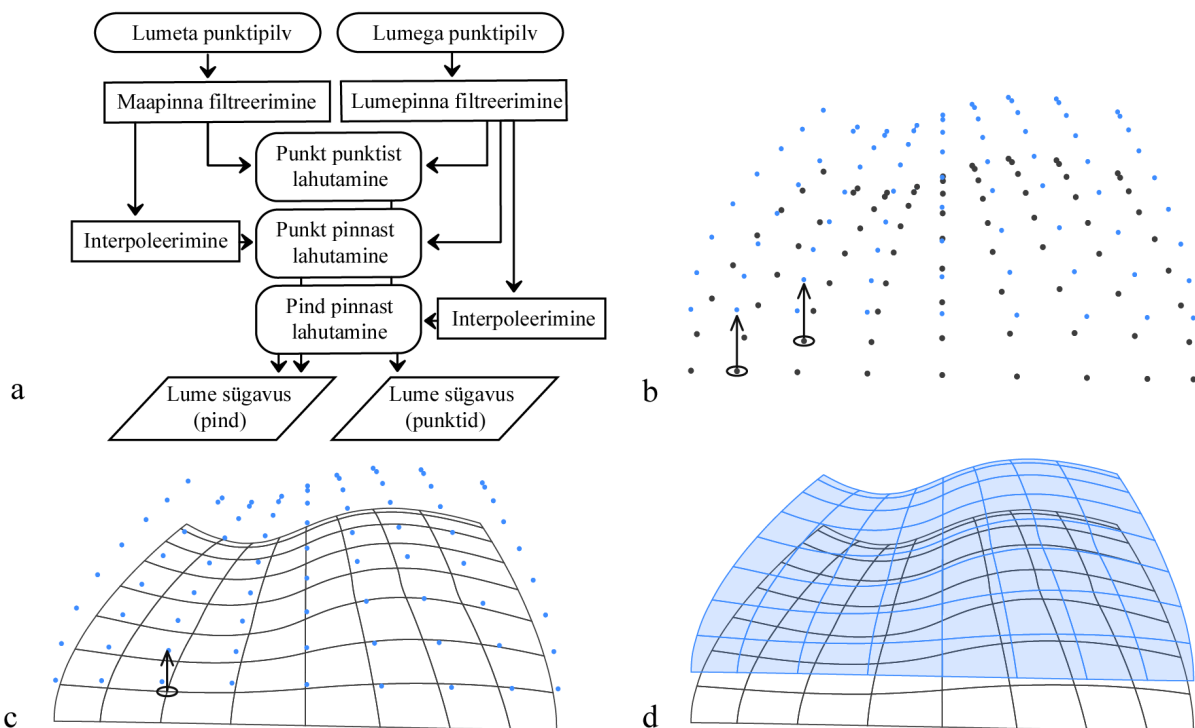 Lumeta punktipilv
Lumega punktipilv
Maapinna filtreerimine
Lumepinna filtreerimine
Punkt punktist
lahutamine
Interpoleerimine
Punkt pinnast
lahutamine
Pind pinnast
lahutamine
Interpoleerimine
Lume sügavus
(pind)
Lume sügavus
(punktid)
a
b
c
d